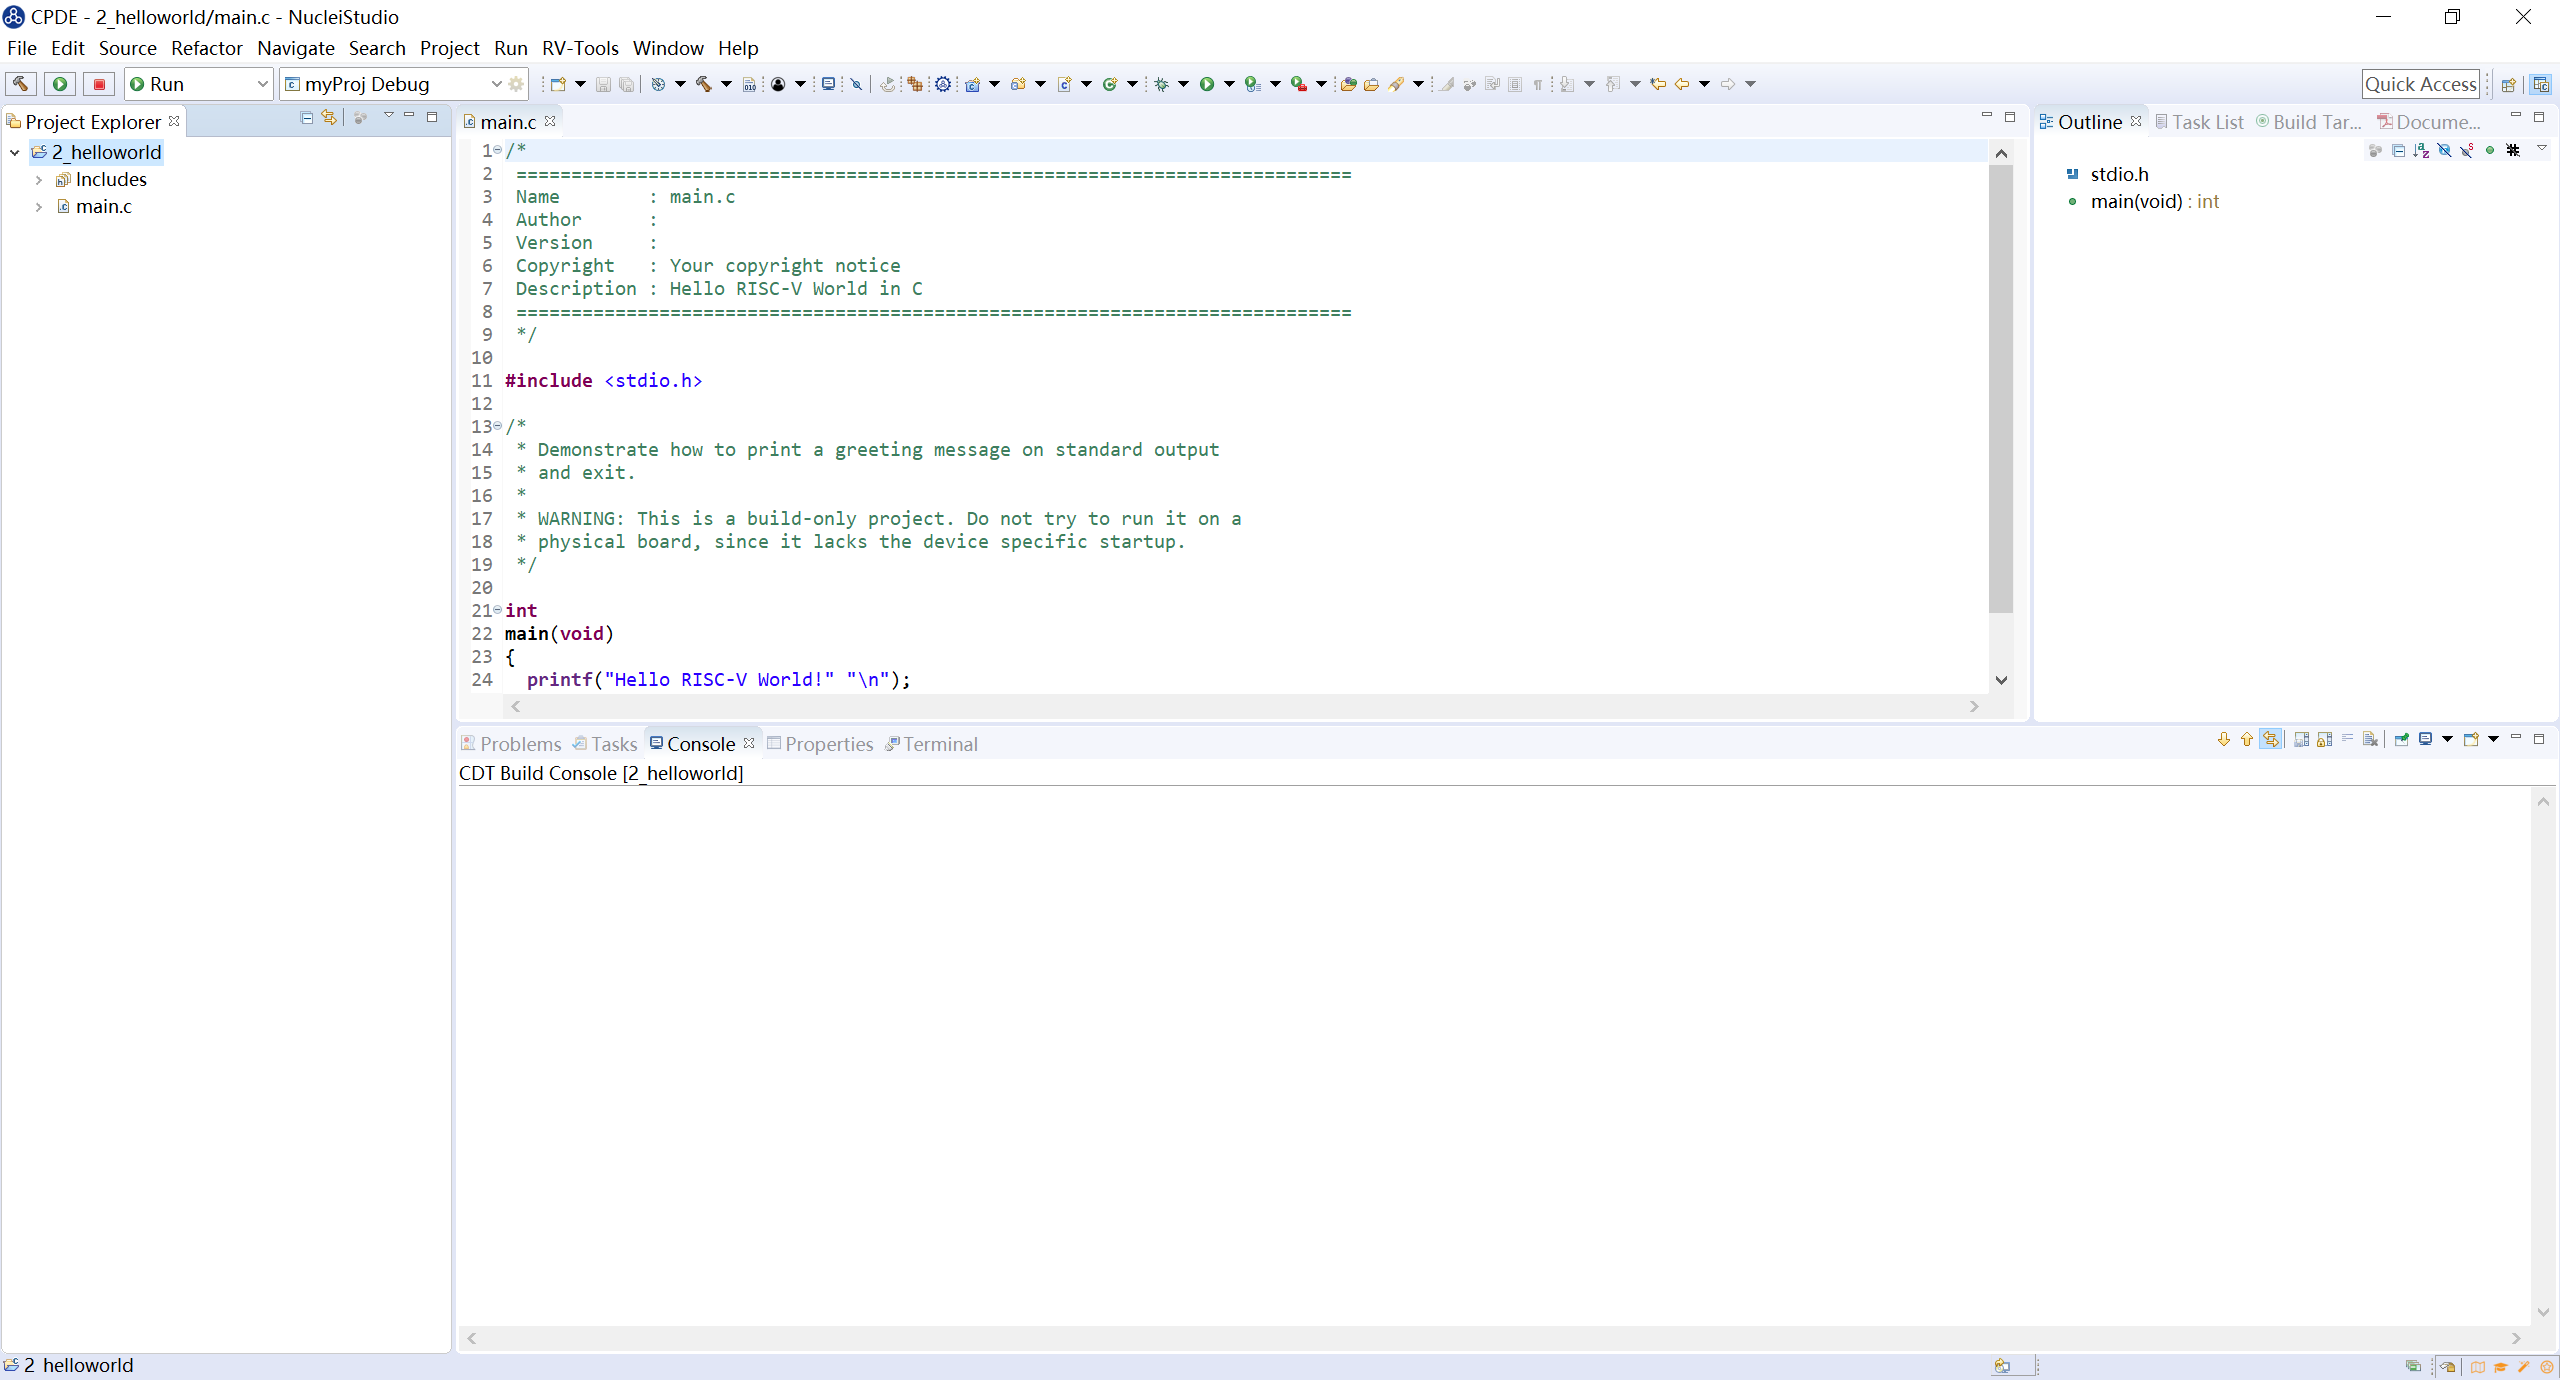 CPDE - 2_helloworld/main.c - NucleiStudio
File Edit Source Refactor Navigate Search Project Run RV-Tools Window Help
Run myProj Debug Quick Access
Project Explorer
2_helloworld
Includes
main.c
main.c
1 /*
2 ============================================================================
3 Name        : main.c
4 Author      :
5 Version     :
6 Copyright   : Your copyright notice
7 Description : Hello RISC-V World in C
8 ============================================================================
9 */
10
11 #include <stdio.h>
12
13 /*
14 * Demonstrate how to print a greeting message on standard output
15 * and exit.
16 *
17 * WARNING: This is a build-only project. Do not try to run it on a
18 * physical board, since it lacks the device specific startup.
19 */
20
21 int
22 main(void)
23 {
24 printf("Hello RISC-V World!" "\n");
Outline Task List Build Tar... Docume...
stdio.h
main(void) : int
Problems Tasks Console Properties Terminal
CDT Build Console [2_helloworld]
2_helloworld